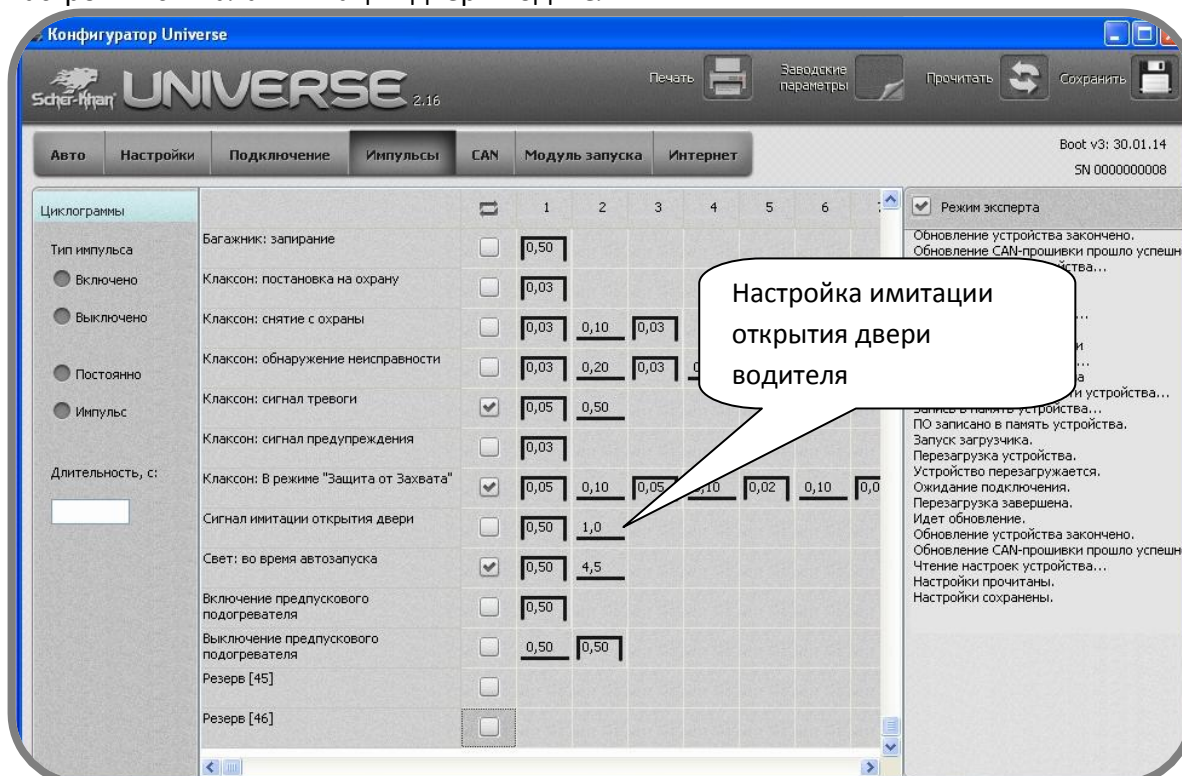 Конфигуратор Universe
Scher-Khan UNIVERSE 2.16
Печать
Заводские параметры
Прочитать
Сохранить
Авто Настройки Подключение Импульсы CAN Модуль запуска Интернет
Boot v3: 30.01.14
SN 0000000008
Циклограммы
Тип импульса
Включено
Выключено
Постоянно
Импульс
Длительность, с:
1 2 3 4 5 6
Багажник: запирание 0,50
Клаксон: постановка на охрану 0,03
Клаксон: снятие с охраны 0,03 0,10 0,03
Клаксон: обнаружение неисправности 0,03 0,20 0,03
Клаксон: сигнал тревоги 0,05 0,50
Клаксон: сигнал предупреждения 0,03
Клаксон: В режиме "Защита от Захвата" 0,05 0,10 0,05 0,10 0,02 0,10 0,0
Сигнал имитации открытия двери 0,50 1,0
Свет: во время автозапуска 0,50 4,5
Включение предпускового
подогревателя 0,50
Выключение предпускового
подогревателя 0,50 0,50
Резерв [45]
Резерв [46]
Настройка имитации
открытия двери
водителя
Режим эксперта
Обновление устройства закончено.
Обновление CAN-прошивки прошло успешн
устройства...
Запись в память устройства...
ПО записано в память устройства.
Запуск загрузчика.
Перезагрузка устройства.
Устройство перезагружается.
Ожидание подключения.
Перезагрузка завершена.
Идет обновление.
Обновление устройства закончено.
Обновление CAN-прошивки прошло успешн
Чтение настроек устройства...
Настройки прочитаны.
Настройки сохранены.